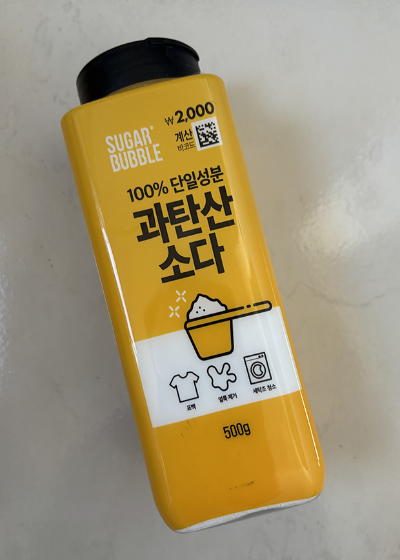 ₩2,000
SUGAR
BUBBLE
계산
바코드
100% 단일성분
과탄산
소다
표백
얼룩 제거
세탁조 청소
500g